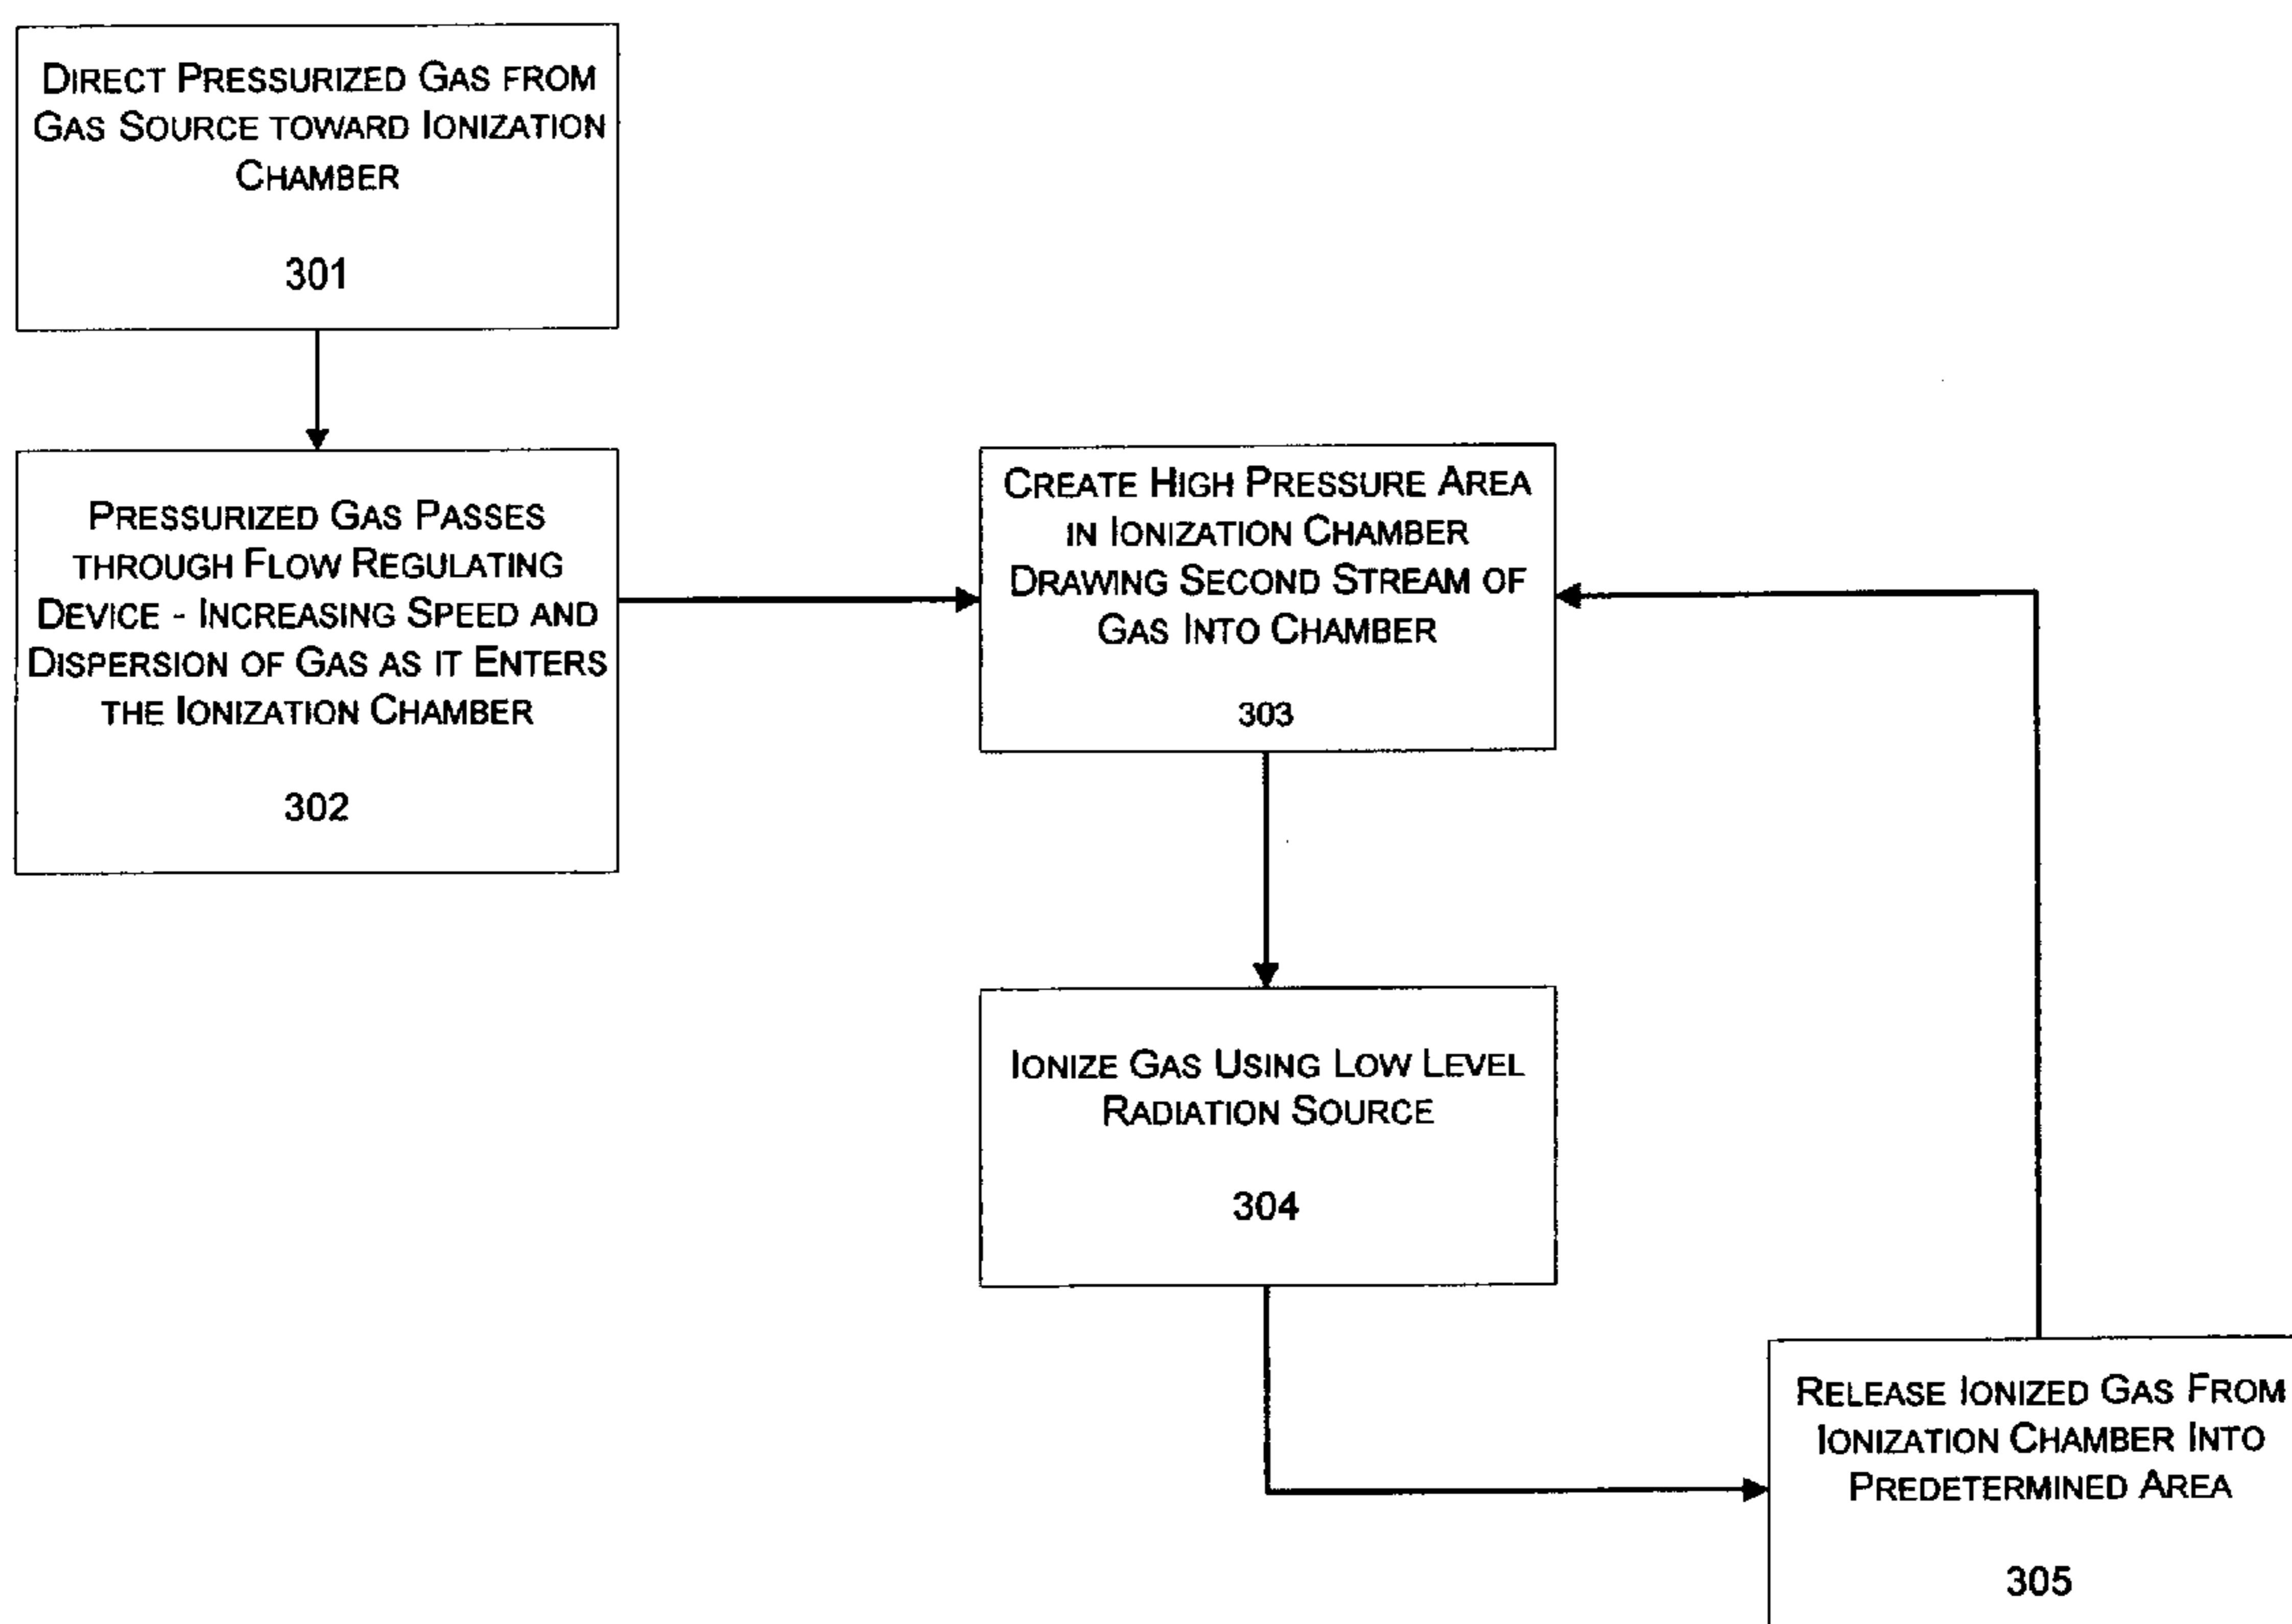 DIRECT PRESSURIZED GAS FROM
GAS SOURCE TOWARD IONIZATION
CHAMBER
301
PRESSURIZED GAS PASSES
THROUGH FLOW REGULATING
DEVICE - INCREASING SPEED AND
DISPERSION OF GAS AS IT ENTERS
THE IONIZATION CHAMBER
302
CREATE HIGH PRESSURE AREA
IN IONIZATION CHAMBER
DRAWING SECOND STREAM OF
GAS INTO CHAMBER
303
IONIZE GAS USING LOW LEVEL
RADIATION SOURCE
304
RELEASE IONIZED GAS FROM
IONIZATION CHAMBER INTO
PREDETERMINED AREA
305